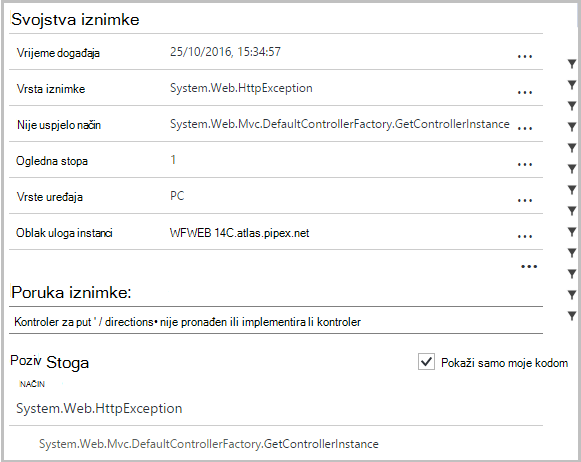 Svojstva iznimke
Vrijeme događaja 25/10/2016, 15:34:57 ...
Vrsta iznimke System.Web.HttpException ...
Nije uspjelo način System.Web.Mvc.DefaultControllerFactory.GetControllerInstance ...
Ogledna stopa 1 ...
Vrste uređaja PC ...
Oblak uloga instanci WFWEB 14C.atlas.pipex.net ...
...
Poruka iznimke:
Kontroler za put ' / directions• nije pronađen ili implementira li kontroler
Poziv Stoga Pokaži samo moje kodom
NAČIN
System.Web.HttpException
System.Web.Mvc.DefaultControllerFactory.GetControllerInstance